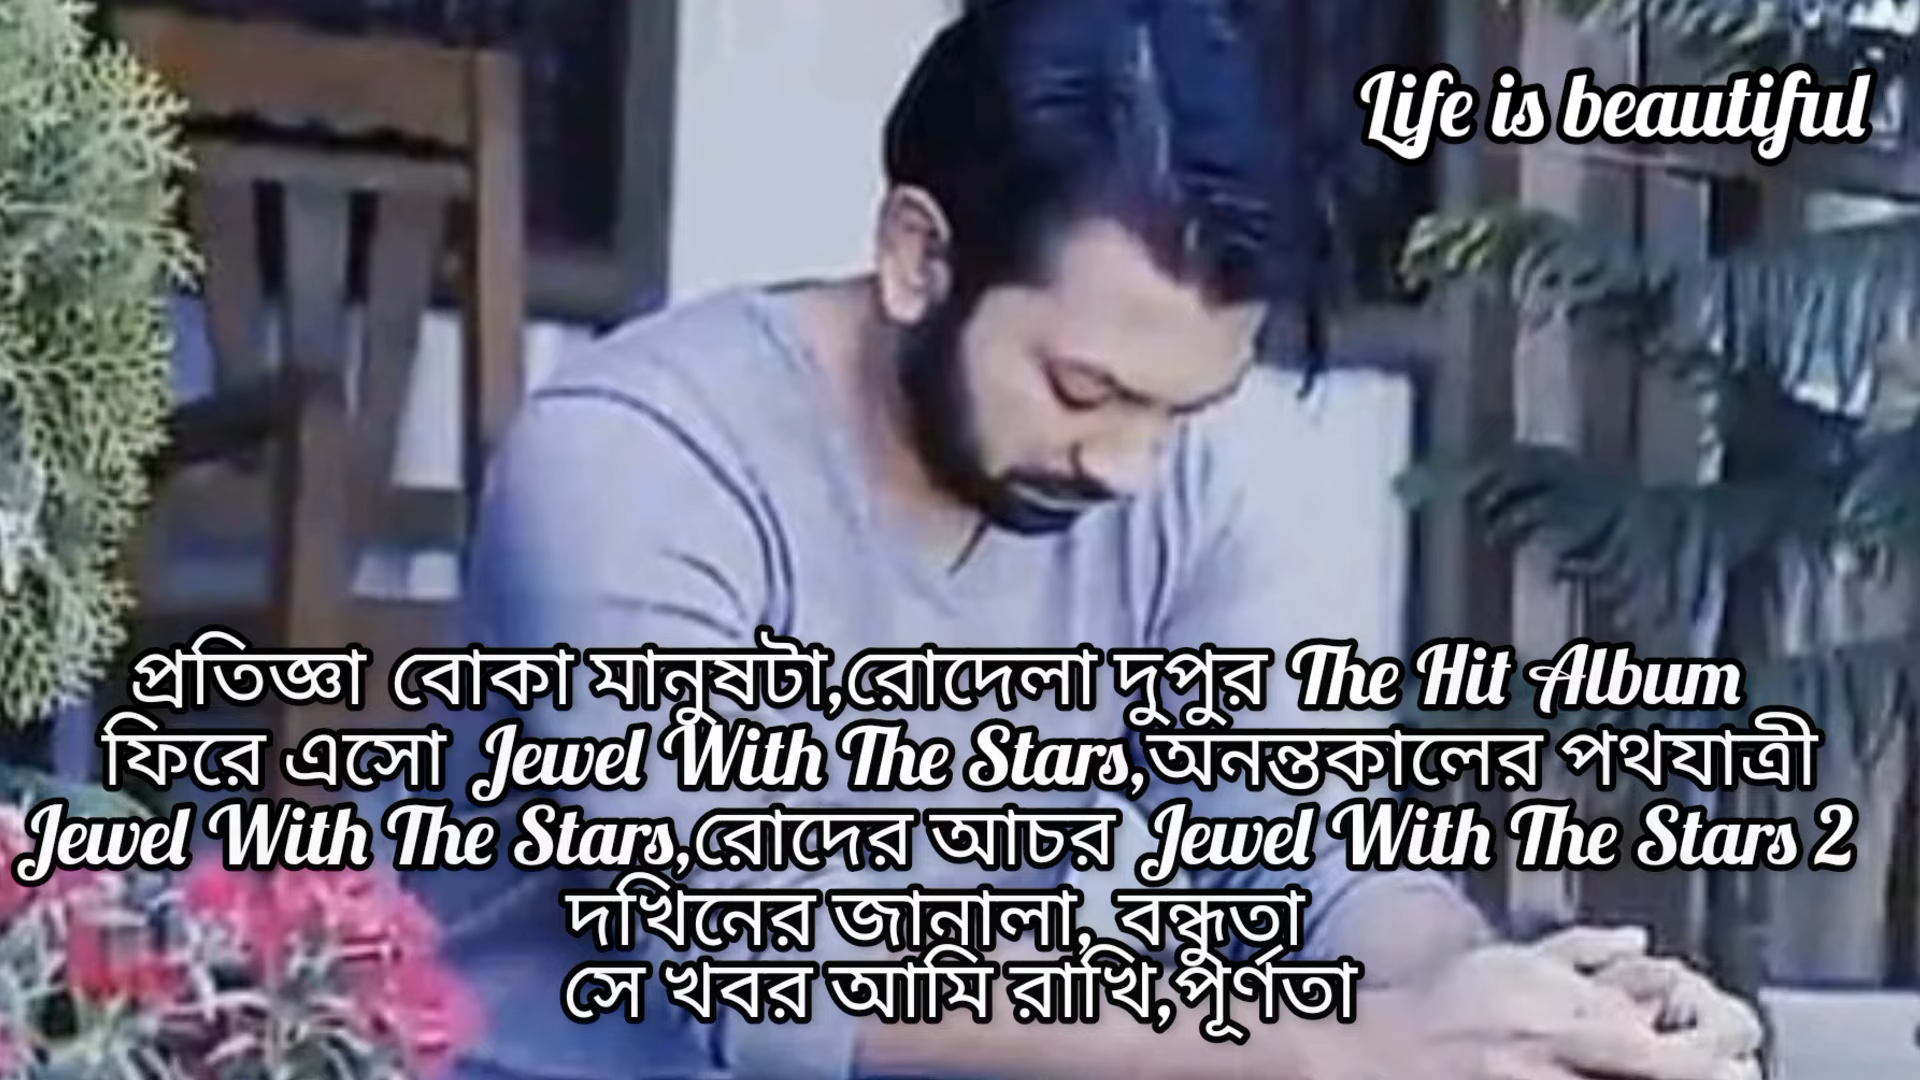 Life is beautiful
প্রতিজ্ঞা বোকা মানুষটা,রোদেলা দুপুর The Hit Album
ফিরে এসো Jewel With The Stars,অনন্তকালের পথযাত্রী
Jewel With The Stars,রোদের আচর Jewel With The Stars 2
দখিনের জানালা, বন্ধুতা
সে খবর আমি রাখি,পূর্ণতা